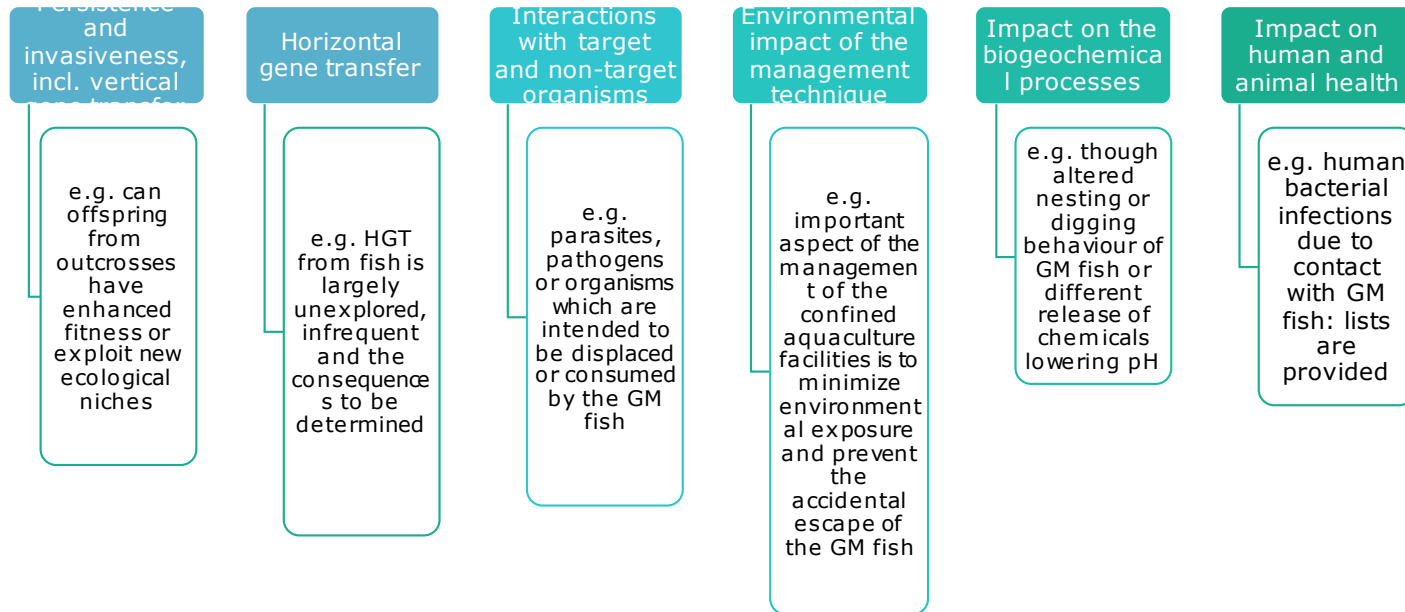 Persistence
and
invasiveness,
incl. vertical
gene transfer
e.g. can
offspring
from
outcrosses
have
enhanced
fitness or
exploit new
ecological
niches
Horizontal
gene transfer
e.g. HGT
from fish is
largely
unexplored,
infrequent
and the
consequence
s to be
determined
Interactions
with target
and non-target
organisms
e.g.
parasites,
pathogens
or organisms
which are
intended to
be displaced
or consumed
by the GM
fish
Environmental
impact of the
management
technique
e.g.
important
aspect of the
managemen
t of the
confined
aquaculture
facilities is to
minimize
environment
al exposure
and prevent
the
accidental
escape of
the GM fish
Impact on the
biogeochemica
l processes
e.g. though
altered
nesting or
digging
behaviour of
GM fish or
different
release of
chemicals
lowering pH
Impact on
human and
animal health
e.g. human
bacterial
infections
due to
contact
with GM
fish: lists
are
provided